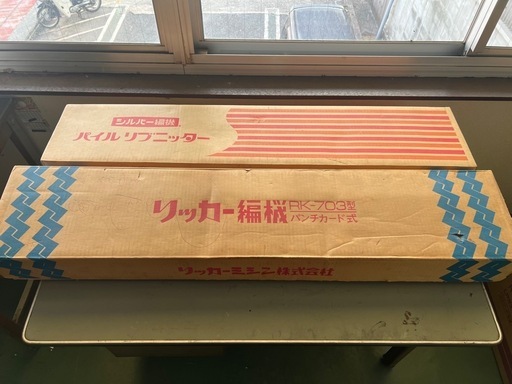 シルバー編機
パイルリブニッター
リッカー編機 RK-703型
パンチカード式
リッカーミシン株式会社